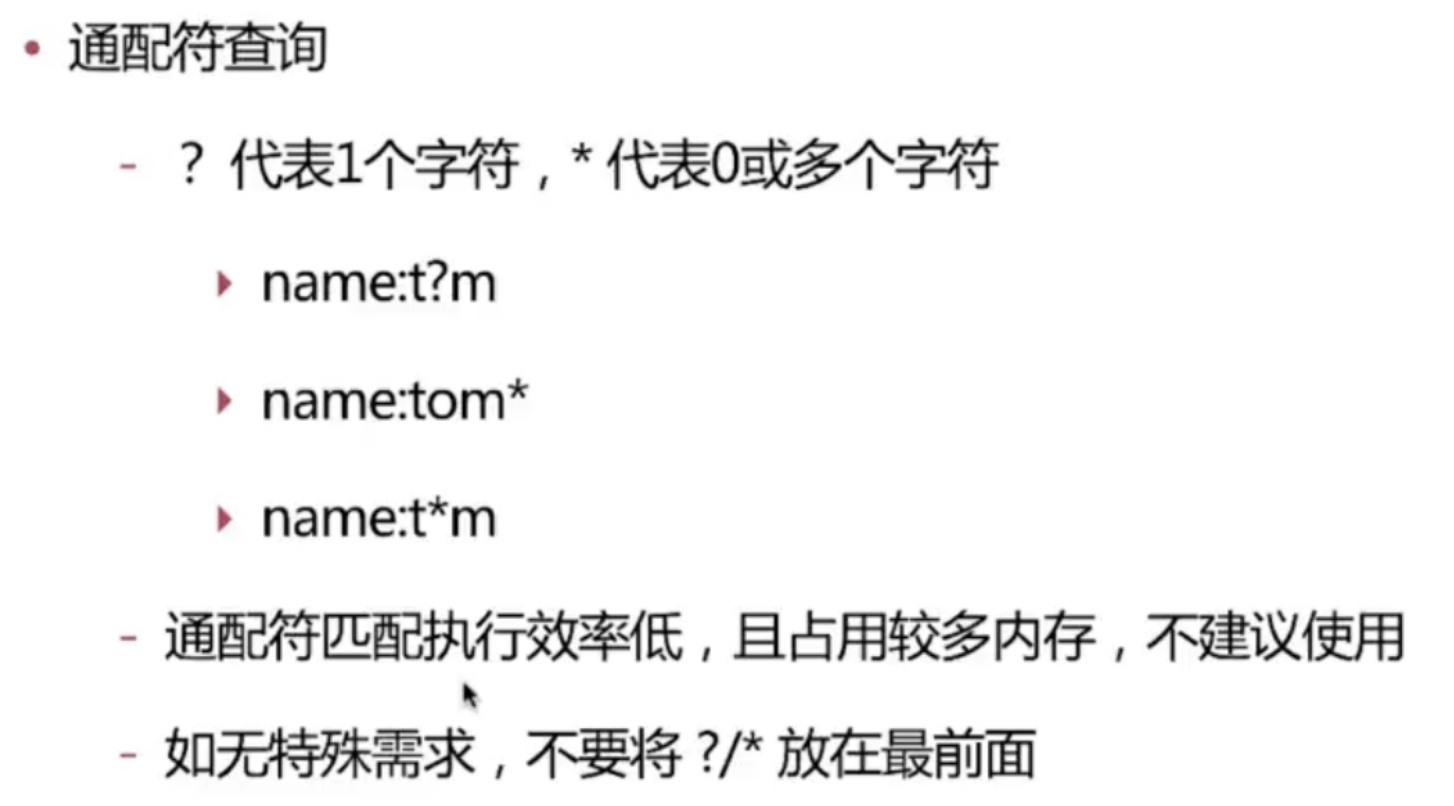 • 通配符查询
- ? 代表1个字符，* 代表0或多个字符
name:t?m
name:tom*
name:t*m
- 通配符匹配执行效率低，且占用较多内存，不建议使用
- 如无特殊需求，不要将 ?/* 放在最前面